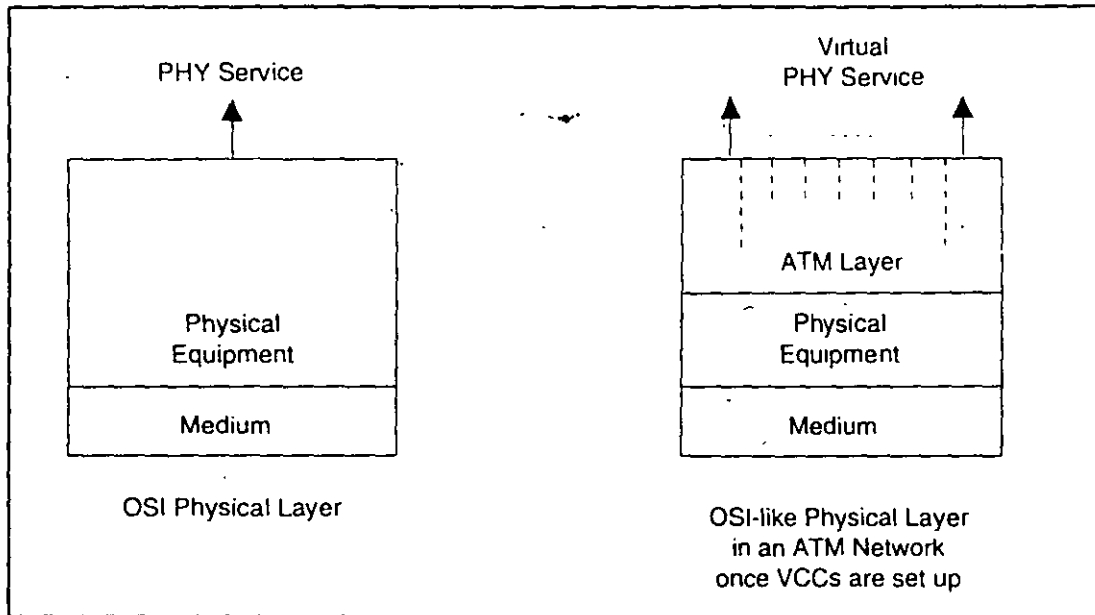 PHY Service
Physical
Equipment
Medium
OSI Physical Layer
Virtual
PHY Service
ATM Layer
Physical
Equipment
Medium
OSI-like Physical Layer
in an ATM Network
once VCCs are set up